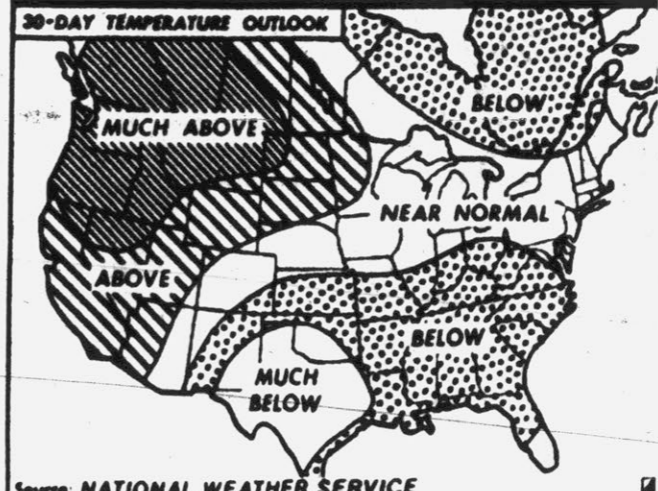 30-DAY TEMPERATURE OUTLOOK
BELOW
MUCH ABOVE
NEAR NORMAL
ABOVE
BELOW
MUCH
BELOW
Source: NATIONAL WEATHER SERVICE